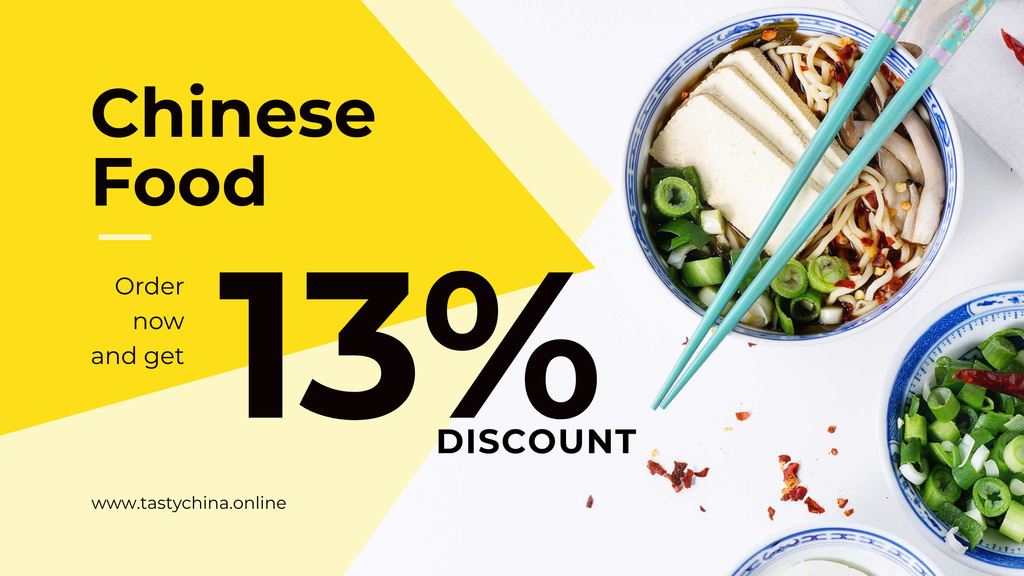 Chinese
Food
Order
now
and get
13%
DISCOUNT
www.tastychina.online